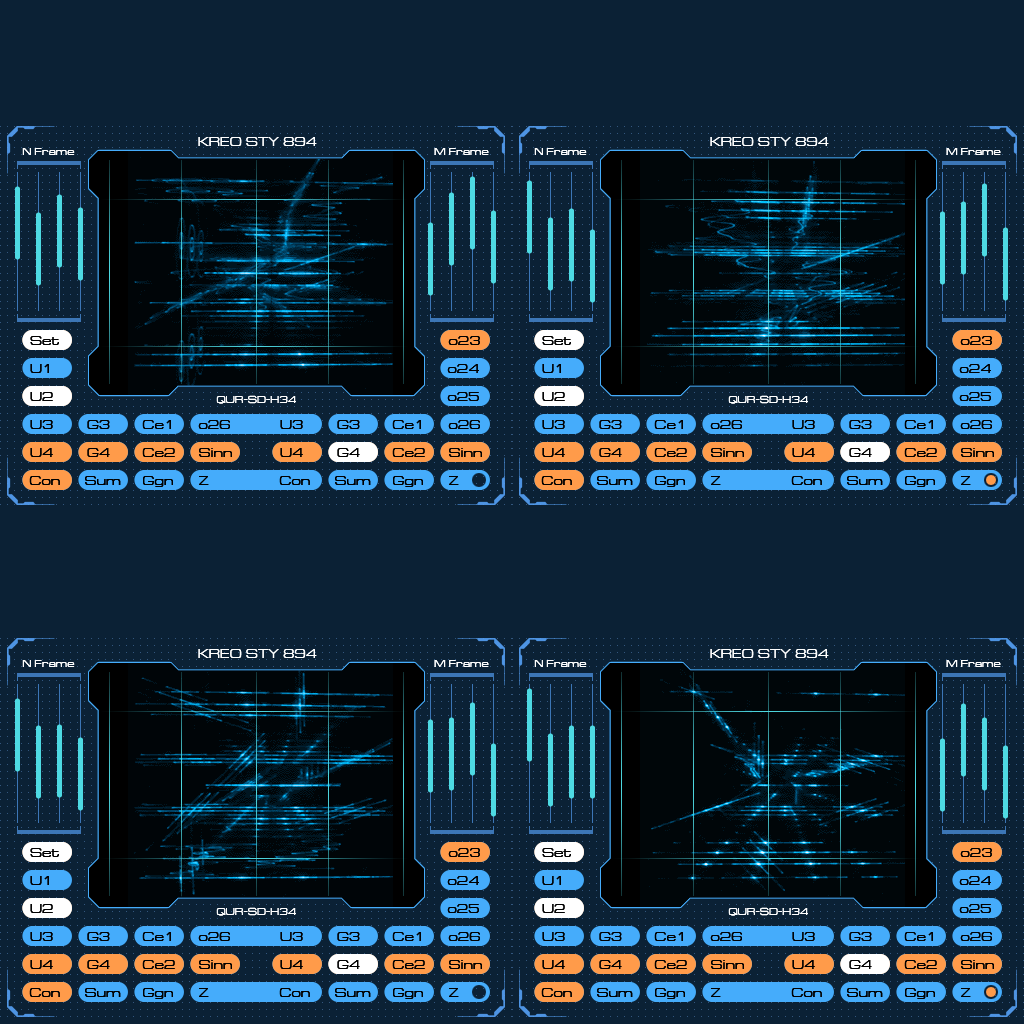 KREO STY 894
N Frame M Frame
Set o23
U1 o24
U2 o25
QUR-SD-H34
U3 G3 Ce1 o26 U3 G3 Ce1 o26
U4 G4 Ce2 Sinn U4 G4 Ce2 Sinn
Con Sum Ggn Z Con Sum Ggn Z
KREO STY 894
N Frame M Frame
Set o23
U1 o24
U2 o25
QUR-SD-H34
U3 G3 Ce1 o26 U3 G3 Ce1 o26
U4 G4 Ce2 Sinn U4 G4 Ce2 Sinn
Con Sum Ggn Z Con Sum Ggn Z
KREO STY 894
N Frame M Frame
Set o23
U1 o24
U2 o25
QUR-SD-H34
U3 G3 Ce1 o26 U3 G3 Ce1 o26
U4 G4 Ce2 Sinn U4 G4 Ce2 Sinn
Con Sum Ggn Z Con Sum Ggn Z
KREO STY 894
N Frame M Frame
Set o23
U1 o24
U2 o25
QUR-SD-H34
U3 G3 Ce1 o26 U3 G3 Ce1 o26
U4 G4 Ce2 Sinn U4 G4 Ce2 Sinn
Con Sum Ggn Z Con Sum Ggn Z